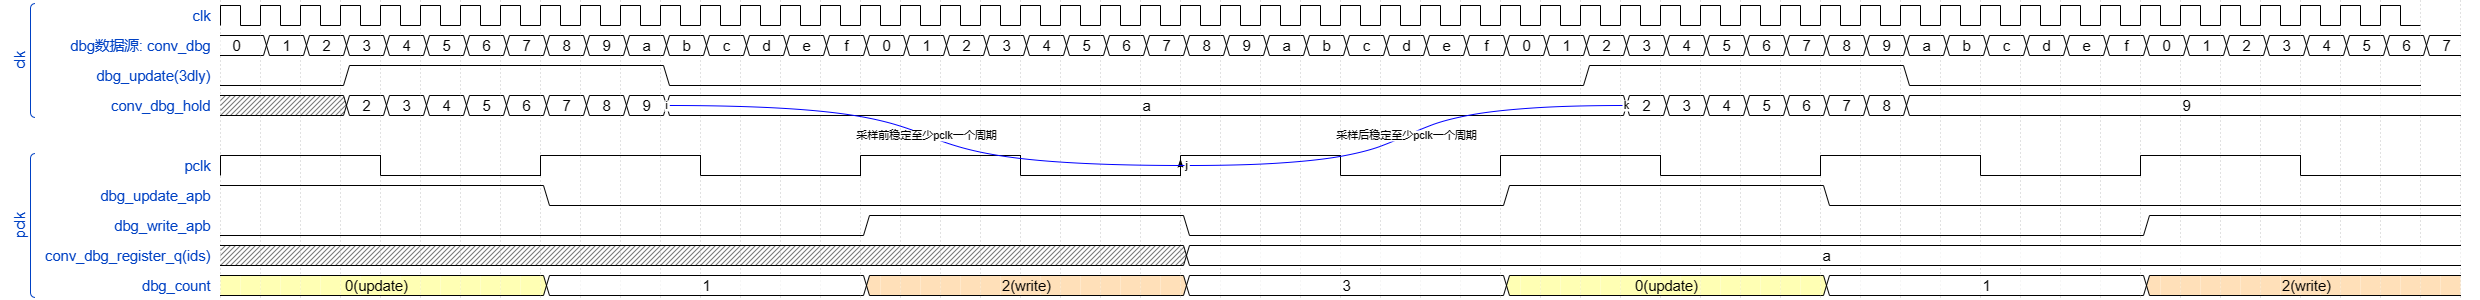 clk
clk
dbg数据源: conv_dbg 0 1 2 3 4 5 6 7 8 9 a b c d e f 0 1 2 3 4 5 6 7 8 9 a b c d e f 0 1 2 3 4 5 6 7 8 9 a b c d e f 0 1 2 3 4 5 6 7
dbg_update(3dly)
conv_dbg_hold 2 3 4 5 6 7 8 9 i a k 2 3 4 5 6 7 8 9
采样前稳定至少pclk一个周期 采样后稳定至少pclk一个周期
pclk
pclk j
dbg_update_apb
dbg_write_apb
conv_dbg_register_q(ids) a
dbg_count 0(update) 1 2(write) 3 0(update) 1 2(write)